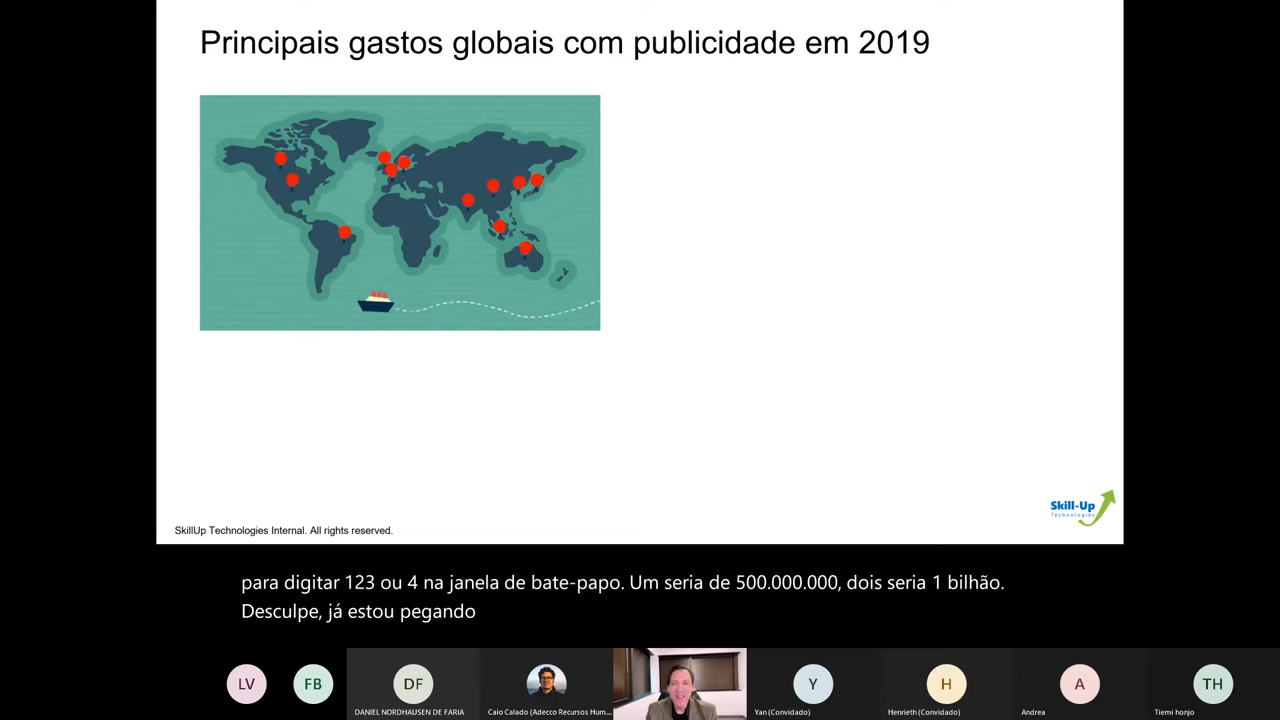 Principais gastos globais com publicidade em 2019
Skill-Up
Technologies
SkillUp Technologies Internal. All rights reserved.
para digitar 123 ou 4 na janela de bate-papo. Um seria de 500.000.000, dois seria 1 bilhão.
Desculpe, já estou pegando
LV
FB
DF
Y
H
A
TH
DANIEL NORDHAUSEN DE FARIA
Caio Calado (Adecco Recursos Hum...
Yan (Convidado)
Henrieth (Convidado)
Andrea
Tiemi honjo